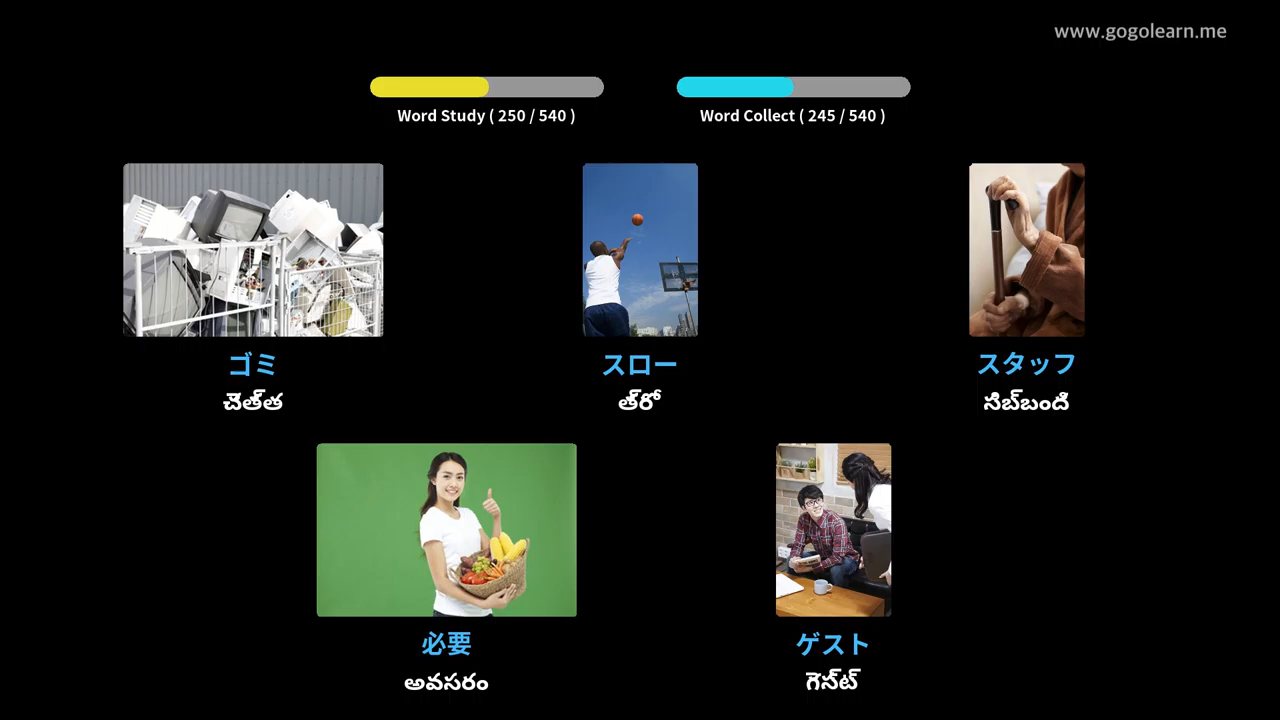 www.gogolearn.me
Word Study ( 250 / 540 )
Word Collect ( 245 / 540 )
ゴミ
చెత్‌త
スロー
త్‌రో
スタッフ
సిబ్‌బంది
必要
అవసరం
ゲスト
గెస్‌ట్